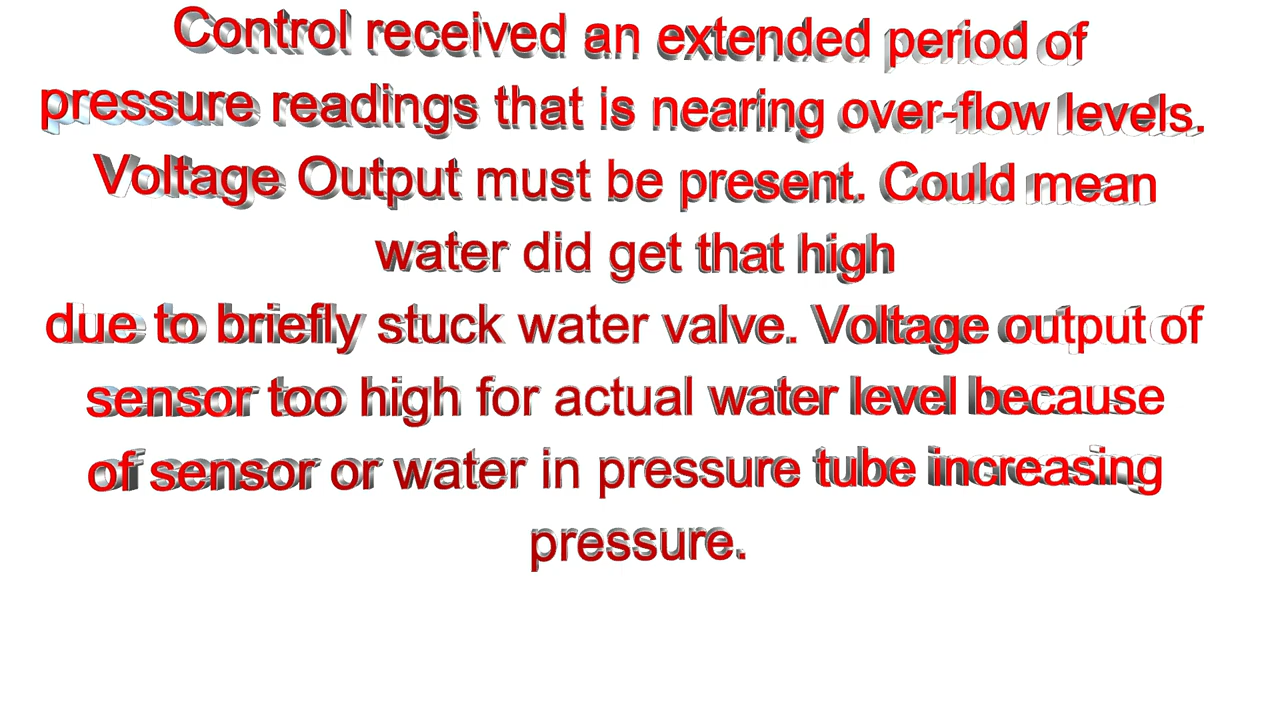 Control received an extended period of
pressure readings that is nearing over-flow levels.
Voltage Output must be present. Could mean
water did get that high
due to briefly stuck water valve. Voltage output of
sensor too high for actual water level because
of sensor or water in pressure tube increasing
pressure.